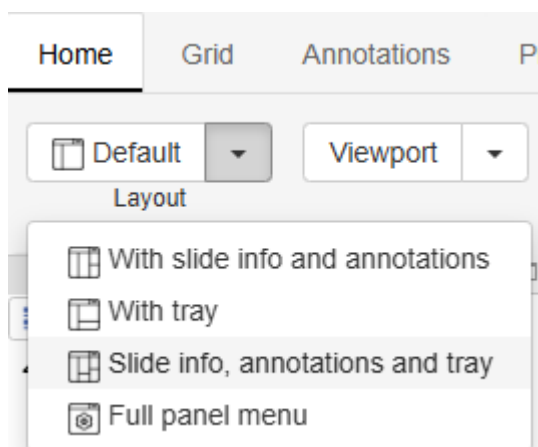 Home Grid Annotations P
Default Viewport
Layout
With slide info and annotations
With tray
Slide info, annotations and tray
Full panel menu